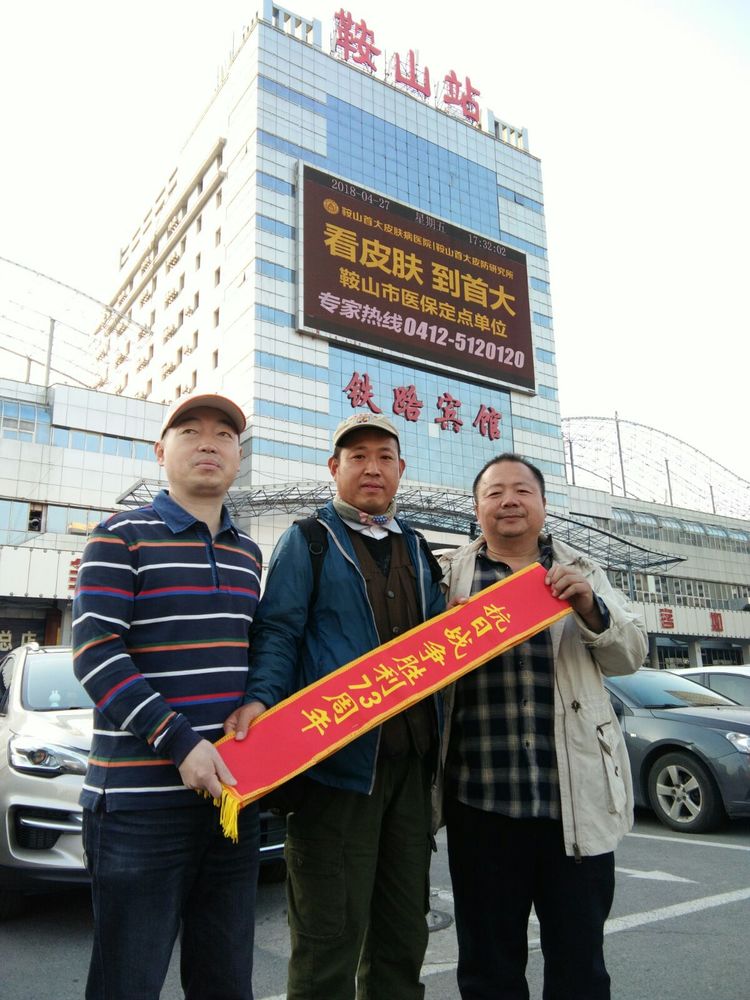 鞍山站
2018-04-27 星期五 17:32:02
鞍山首大皮肤病医院|鞍山首大皮防研究所
看皮肤 到首大
鞍山市医保定点单位
专家热线0412-5120120
铁路宾馆
抗日战争胜利73周年
总店